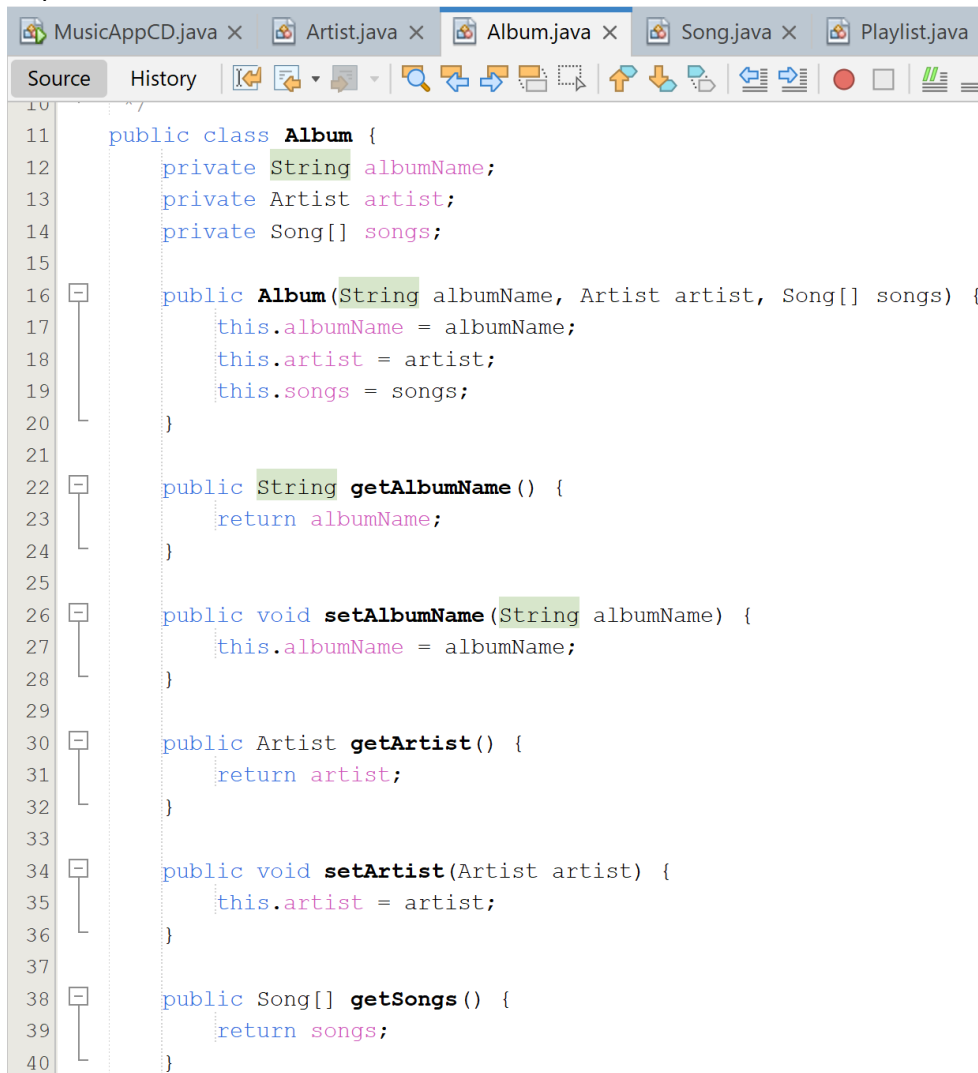 MusicAppCD.java × Artist.java × Album.java × Song.java × Playlist.java
Source History
10 */
11 public class Album {
12 private String albumName;
13 private Artist artist;
14 private Song[] songs;
15
16 public Album(String albumName, Artist artist, Song[] songs) {
17 this.albumName = albumName;
18 this.artist = artist;
19 this.songs = songs;
20 }
21
22 public String getAlbumName() {
23 return albumName;
24 }
25
26 public void setAlbumName(String albumName) {
27 this.albumName = albumName;
28 }
29
30 public Artist getArtist() {
31 return artist;
32 }
33
34 public void setArtist(Artist artist) {
35 this.artist = artist;
36 }
37
38 public Song[] getSongs() {
39 return songs;
40 }